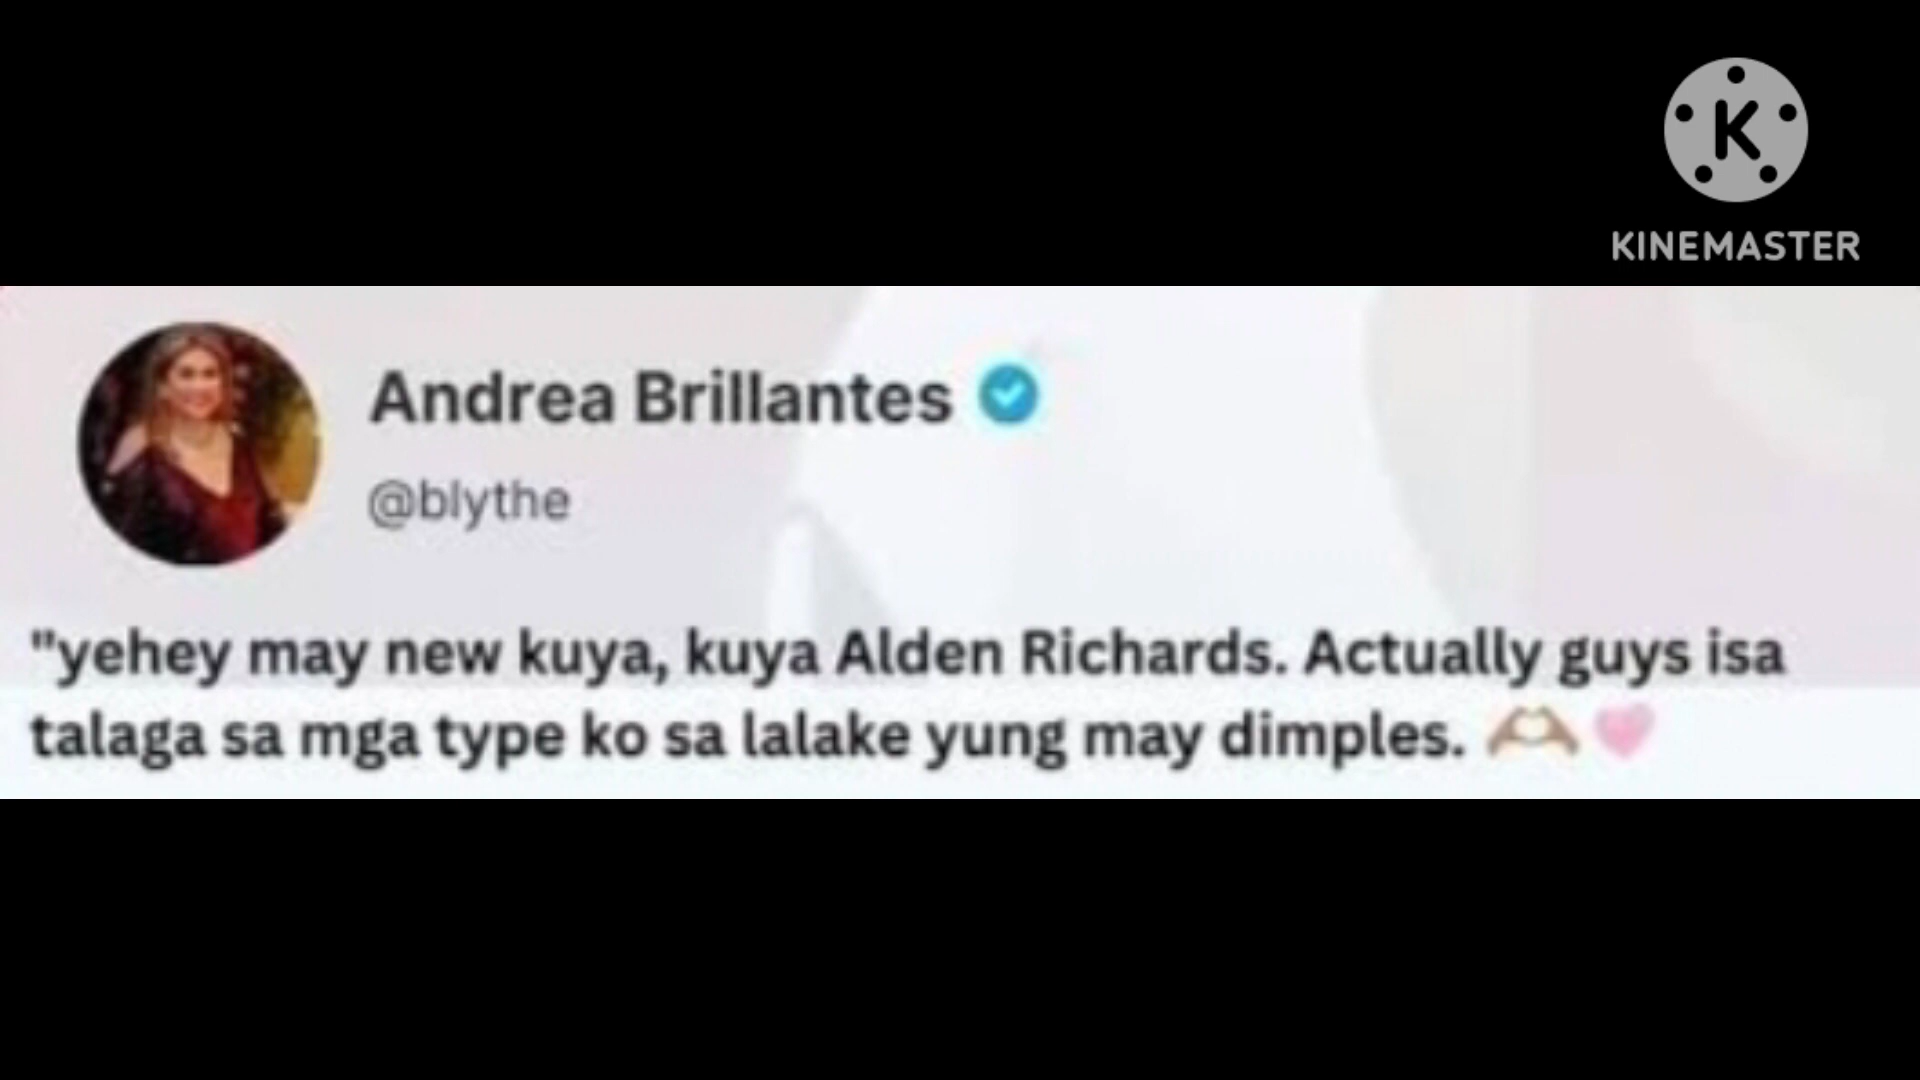 K
KINEMASTER
Andrea Brillantes
@blythe
"yehey may new kuya, kuya Alden Richards. Actually guys isa
talaga sa mga type ko sa lalake yung may dimples. 🫶🏽🩷